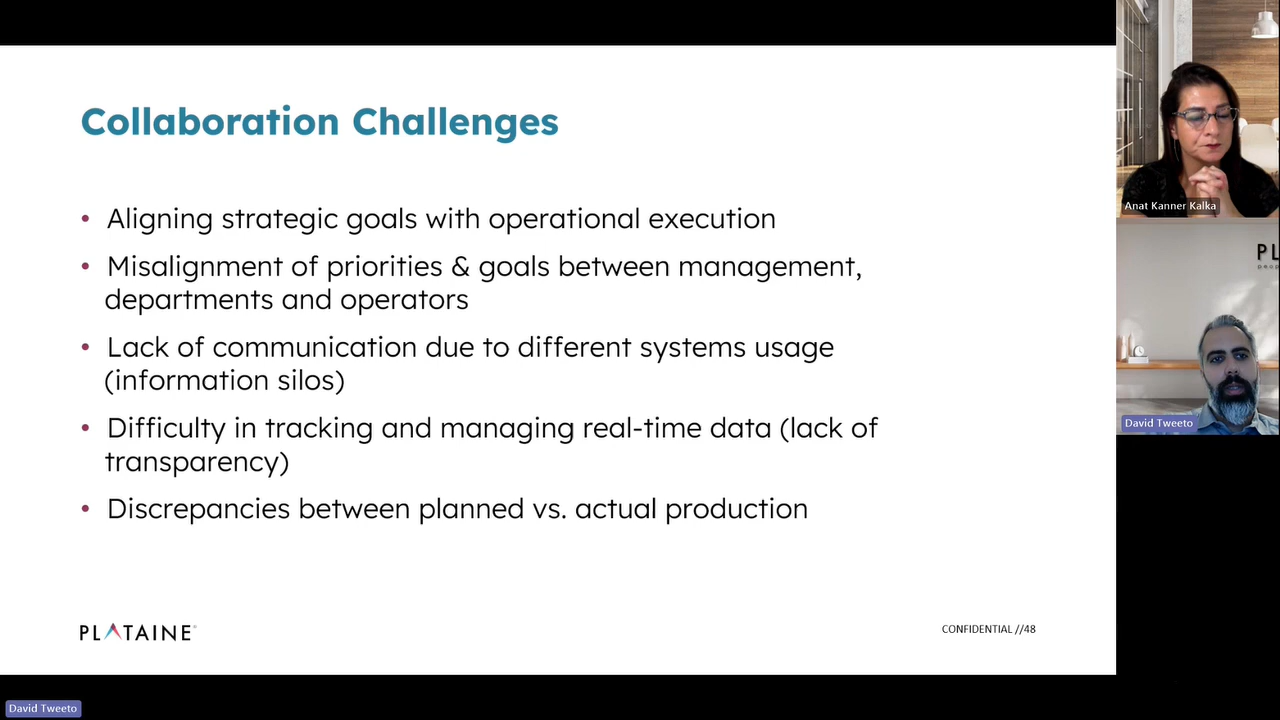 Collaboration Challenges
• Aligning strategic goals with operational execution
• Misalignment of priorities & goals between management,
departments and operators
• Lack of communication due to different systems usage
(information silos)
• Difficulty in tracking and managing real-time data (lack of
transparency)
• Discrepancies between planned vs. actual production
PLATAINE
CONFIDENTIAL //48
Anat Kanner Kalka
PL
David Tweeto
David Tweeto